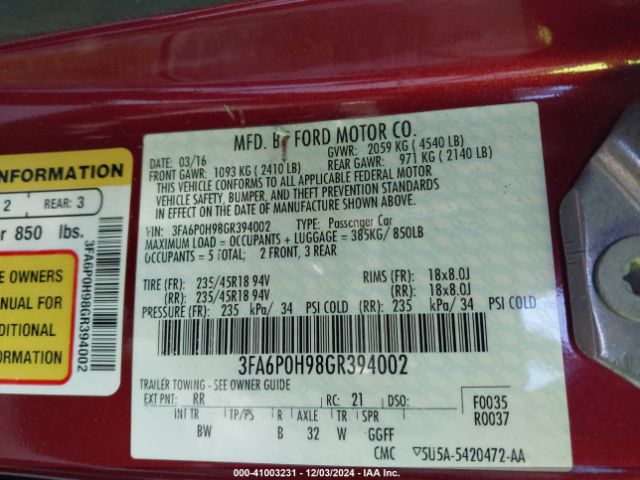 INFORMATION
2 REAR: 3
850 lbs.
OWNERS
MANUAL FOR
ADDITIONAL
3FA6P0H98GR394002
MFD. BY FORD MOTOR CO.
DATE: 03/16 GVWR: 2059 KG ( 4540 LB)
FRONT GAWR: 1093 KG ( 2410 LB) REAR GAWR: 971 KG ( 2140 LB)
THIS VEHICLE CONFORMS TO ALL APPLICABLE FEDERAL MOTOR
VEHICLE SAFETY, BUMPER, AND THEFT PREVENTION STANDARDS
IN EFFECT ON THE DATE OF MANUFACTURE SHOWN ABOVE.
VIN: 3FA6P0H98GR394002 TYPE: Passenger Car
MAXIMUM LOAD = OCCUPANTS + LUGGAGE = 385KG/ 850LB
OCCUPANTS = 5 TOTAL: 2 FRONT, 3 REAR
TIRE (FR): 235/45R18 94V RIMS (FR): 18x8.0J
(RR): 235/45R18 94V (RR): 18x8.0J
PRESSURE (FR): 235 kPa/ 34 PSI COLD (RR): 235 kPa/ 34 PSI COLD
3FA6P0H98GR394002
TRAILER TOWING - SEE OWNER GUIDE
EXT PNT: RR RC: 21 DSO: F0035
INT TR TP/PS R AXLE TR SPR R0037
BW B 32 W GGFF
CMC ▽5U5A-5420472-AA
000-41003231 - 12/03/2024 - IAA Inc.